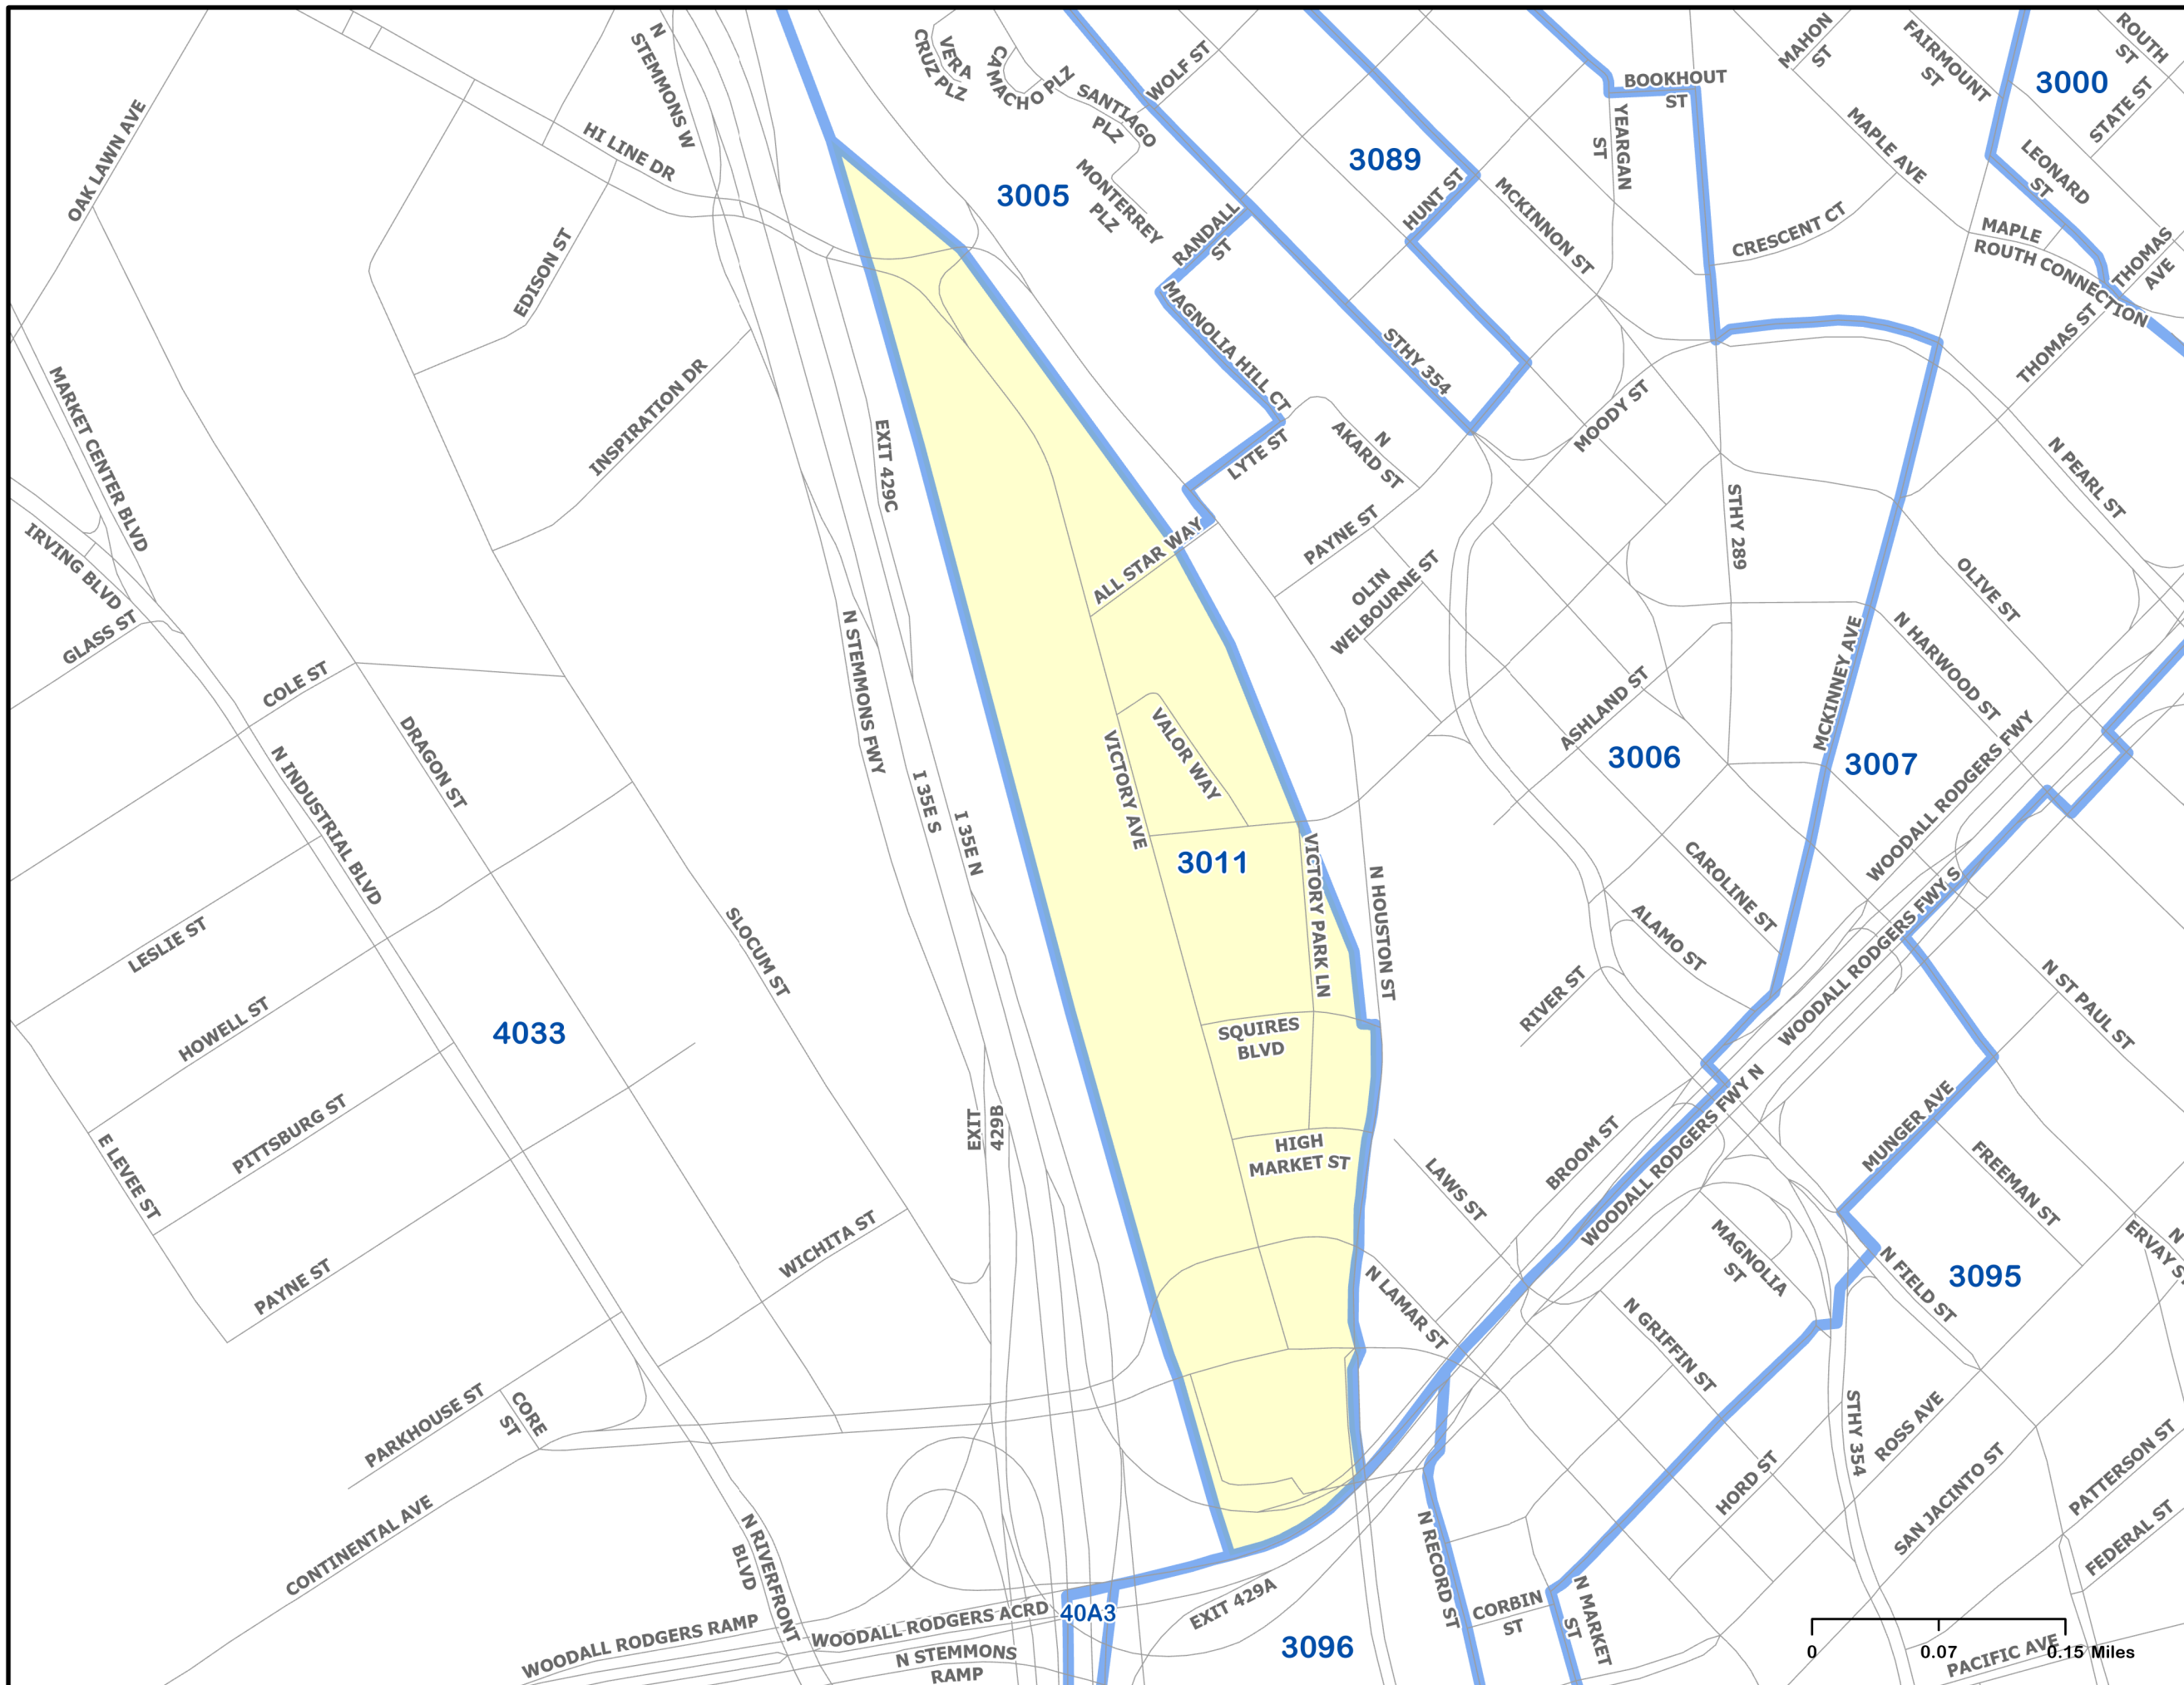 N
STEMMONS W
VERA
CRUZ PLZ
CAMACHO PLZ
SANTIAGO
PLZ
WOLF ST
BOOKHOUT
ST
MAHON
ST
FAIRMOUNT
ST
ROUTH
ST
3000
STATE ST
OAK LAWN AVE
HI LINE DR
3005
MONTERREY
PLZ
3089
YEARGAN
ST
MAPLE AVE
LEONARD
ST
RANDALL
ST
HUNT ST
MCKINNON ST
CRESCENT CT
MAPLE
ROUTH CONNECTION
THOMAS
AVE
EDISON ST
MAGNOLIA HILL CT
STHY 354
THOMAS ST
MARKET CENTER BLVD
INSPIRATION DR
EXIT 429C
LYTE ST
N
AKARD ST
MOODY ST
N PEARL ST
IRVING BLVD T
ALL STAR WAY
PAYNE ST
STHY 289
OLIN
WELBOURNE ST
OLIVE ST
GLASS ST
COLE ST
N STEMMONS FWY
N HARWOOD ST
MCKINNEY AVE
ASHLAND ST
3006
3007
N INDUSTRIAL BLVD
DRAGON ST
I 35E S
I 35E N
VICTORY AVE
VALOR WAY
WOODALL RODGERS FWY
3011
VICTORY PARK LN
N HOUSTON ST
CAROLINE ST
ALAMO ST
WOODALL RODGERS FWY S
LESLIE ST
SLOCUM ST
HOWELL ST
4033
SQUIRES
BLVD
RIVER ST
N ST PAUL ST
PITTSBURG ST
E LEVEE ST
EXIT
429B
HIGH
MARKET ST
LAWS ST
BROOM ST
WOODALL RODGERS FWY N
MUNGER AVE
FREEMAN ST
PAYNE ST
WICHITA ST
N LAMAR ST
MAGNOLIA
ST
N FIELD ST
3095
N
ERVAY ST
N GRIFFIN ST
PARKHOUSE ST
CORE
ST
STHY 354
ROSS AVE
HORD ST
SAN JACINTO ST
PATTERSON ST
CONTINENTAL AVE
N RIVERFRONT
BLVD
FEDERAL ST
N RECORD ST
CORBIN
ST
N MARKET
ST
EXIT 429A
40A3
WOODALL RODGERS RAMP
WOODALL RODGERS ACRD
N STEMMONS
RAMP
3096
PACIFIC AVE
0 0.07 0.15 Miles